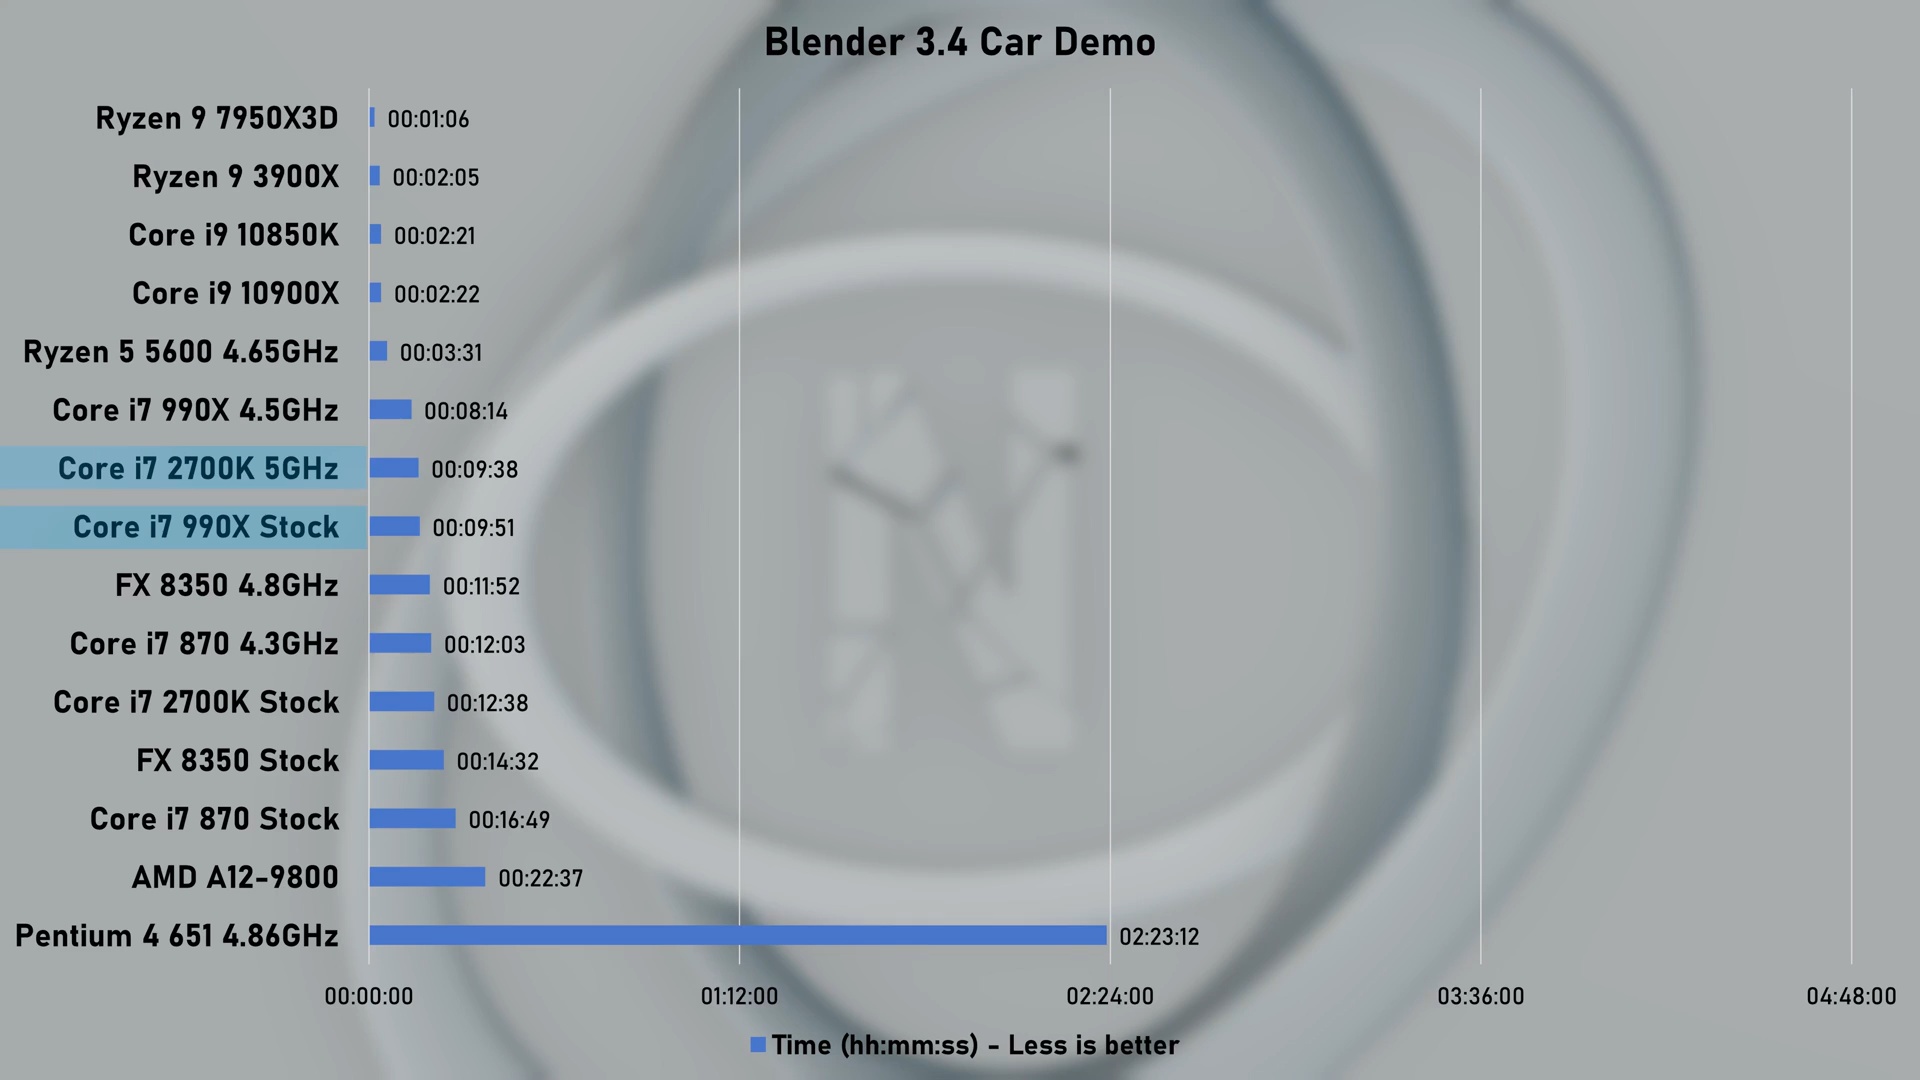 Blender 3.4 Car Demo
Ryzen 9 7950X3D 00:01:06
Ryzen 9 3900X 00:02:05
Core i9 10850K 00:02:21
Core i9 10900X 00:02:22
Ryzen 5 5600 4.65GHz 00:03:31
Core i7 990X 4.5GHz 00:08:14
Core i7 2700K 5GHz 00:09:38
Core i7 990X Stock 00:09:51
FX 8350 4.8GHz 00:11:52
Core i7 870 4.3GHz 00:12:03
Core i7 2700K Stock 00:12:38
FX 8350 Stock 00:14:32
Core i7 870 Stock 00:16:49
AMD A12-9800 00:22:37
Pentium 4 651 4.86GHz 02:23:12
00:00:00 01:12:00 02:24:00 03:36:00 04:48:00
Time (hh:mm:ss) - Less is better